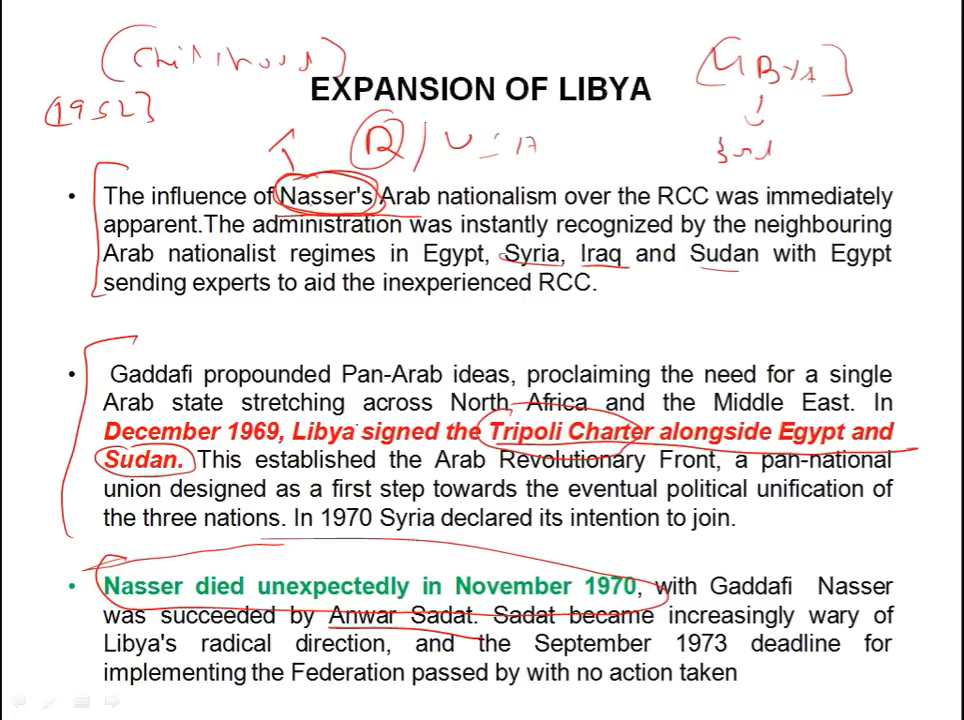 (Childhood)
[LIBYA]
[1952]
EXPANSION OF LIBYA
3rd
• The influence of Nasser's Arab nationalism over the RCC was immediately
apparent.The administration was instantly recognized by the neighbouring
Arab nationalist regimes in Egypt, Syria, Iraq and Sudan with Egypt
sending experts to aid the inexperienced RCC.
• Gaddafi propounded Pan-Arab ideas, proclaiming the need for a single
Arab state stretching across North Africa and the Middle East. In
December 1969, Libya signed the Tripoli Charter alongside Egypt and
Sudan. This established the Arab Revolutionary Front, a pan-national
union designed as a first step towards the eventual political unification of
the three nations. In 1970 Syria declared its intention to join.
• Nasser died unexpectedly in November 1970, with Gaddafi Nasser
was succeeded by Anwar Sadat. Sadat became increasingly wary of
Libya's radical direction, and the September 1973 deadline for
implementing the Federation passed by with no action taken